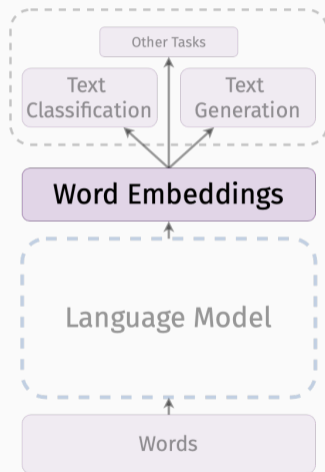 Other Tasks
Text
Classification
Text
Generation
Word Embeddings
Language Model
Words